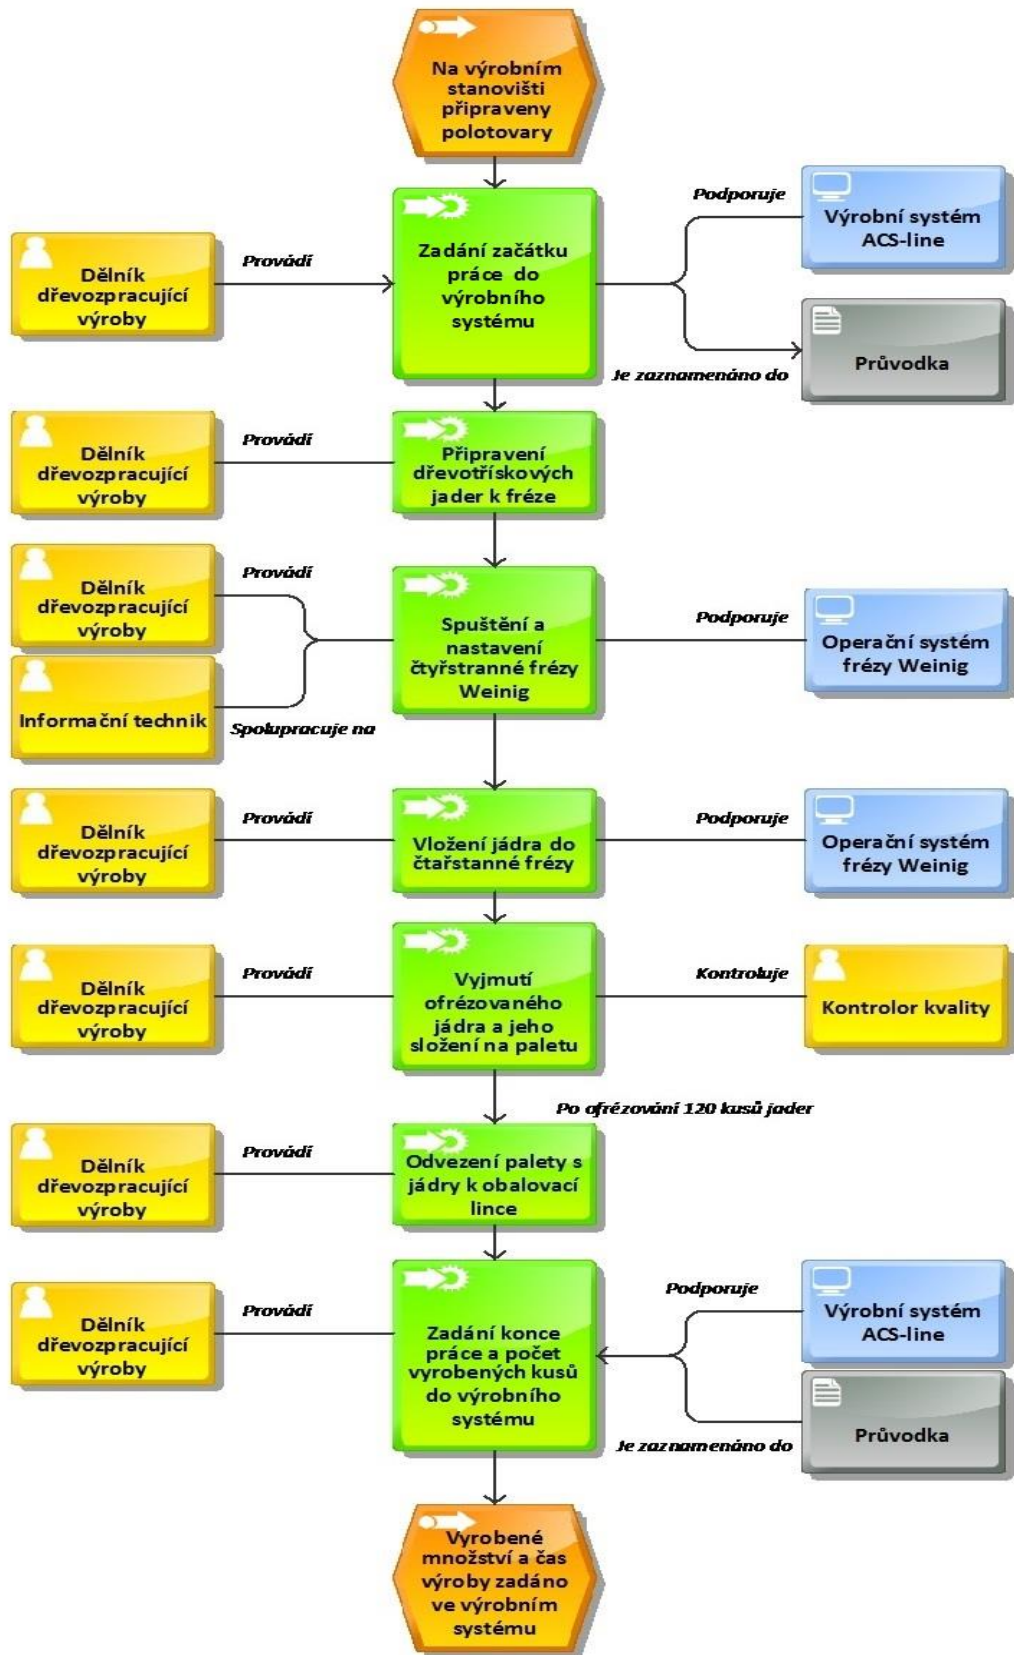 Na výrobním
stanovišti
připraveny
polotovary
Podporuje
Výrobní systém
ACS-line
Provádí
Dělník
dřevozpracující
výroby
Zadání začátku
práce do
výrobního
systému
Je zaznamenáno do
Průvodka
Provádí
Dělník
dřevozpracující
výroby
Připravení
dřevotřískových
jader k fréze
Provádí
Dělník
dřevozpracující
výroby
Informační technik
Spolupracuje na
Spuštění a
nastavení
čtyřstranné frézy
Weinig
Podporuje
Operační systém
frézy Weinig
Provádí
Dělník
dřevozpracující
výroby
Vložení jádra do
čtařstanné frézy
Podporuje
Operační systém
frézy Weinig
Provádí
Dělník
dřevozpracující
výroby
Vyjmutí
ofrézovaného
jádra a jeho
složení na paletu
Kontroluje
Kontrolor kvality
Po ofrézování 120 kusů jader
Provádí
Dělník
dřevozpracující
výroby
Odvezení palety s
jádry k obalovací
lince
Provádí
Dělník
dřevozpracující
výroby
Zadání konce
práce a počet
vyrobených kusů
do výrobního
systému
Podporuje
Výrobní systém
ACS-line
Je zaznamenáno do
Průvodka
Vyrobené
množství a čas
výroby zadáno
ve výrobním
systému